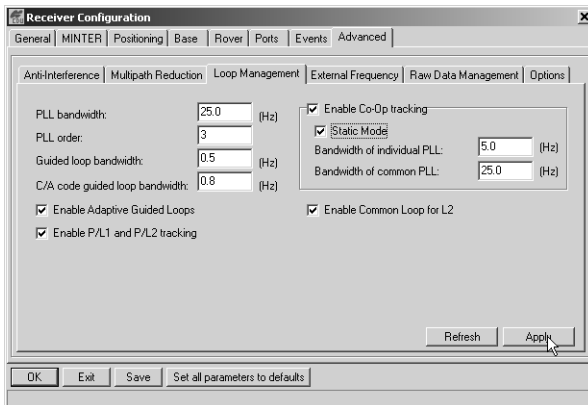 Receiver Configuration
General MINTER Positioning Base Rover Ports Events Advanced
Anti-Interference Multipath Reduction Loop Management External Frequency Raw Data Management Options
PLL bandwidth: 25.0 (Hz)
PLL order: 3
Guided loop bandwidth: 0.5 (Hz)
C/A code guided loop bandwidth: 0.8 (Hz)
Enable Adaptive Guided Loops
Enable P/L1 and P/L2 tracking
Enable Co-Op tracking
Static Mode
Bandwidth of individual PLL: 5.0 (Hz)
Bandwidth of common PLL: 25.0 (Hz)
Enable Common Loop for L2
Refresh Apply
OK Exit Save Set all parameters to defaults